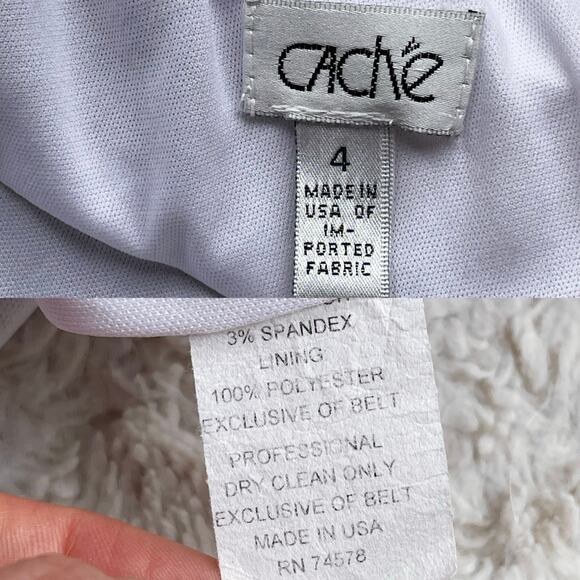 caché
4
MADE IN
USA OF
IM-
PORTED
FABRIC
3% SPANDEX
LINING
100% POLYESTER
EXCLUSIVE OF BELT
PROFESSIONAL
DRY CLEAN ONLY
EXCLUSIVE OF BELT
MADE IN USA
RN 74578